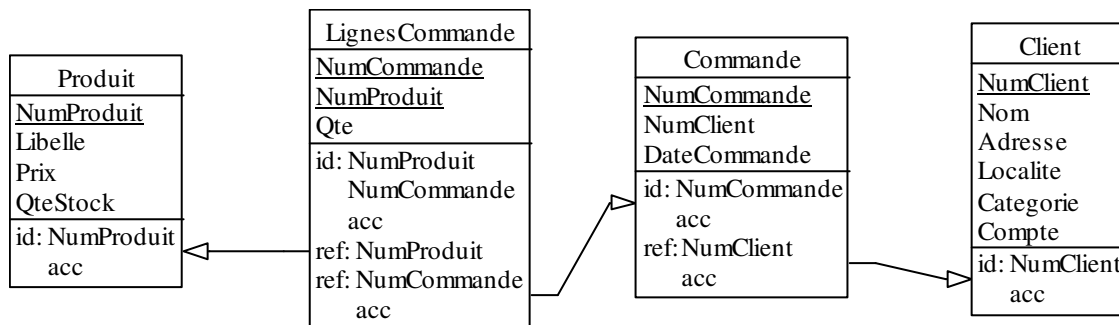 Produit
NumProduit
Libelle
Prix
QteStock
id: NumProduit
acc
LignesCommande
NumCommande
NumProduit
Qte
id: NumProduit
NumCommande
acc
ref: NumProduit
ref: NumCommande
acc
Commande
NumCommande
NumClient
DateCommande
id: NumCommande
acc
ref: NumClient
acc
Client
NumClient
Nom
Adresse
Localite
Categorie
Compte
id: NumClient
acc